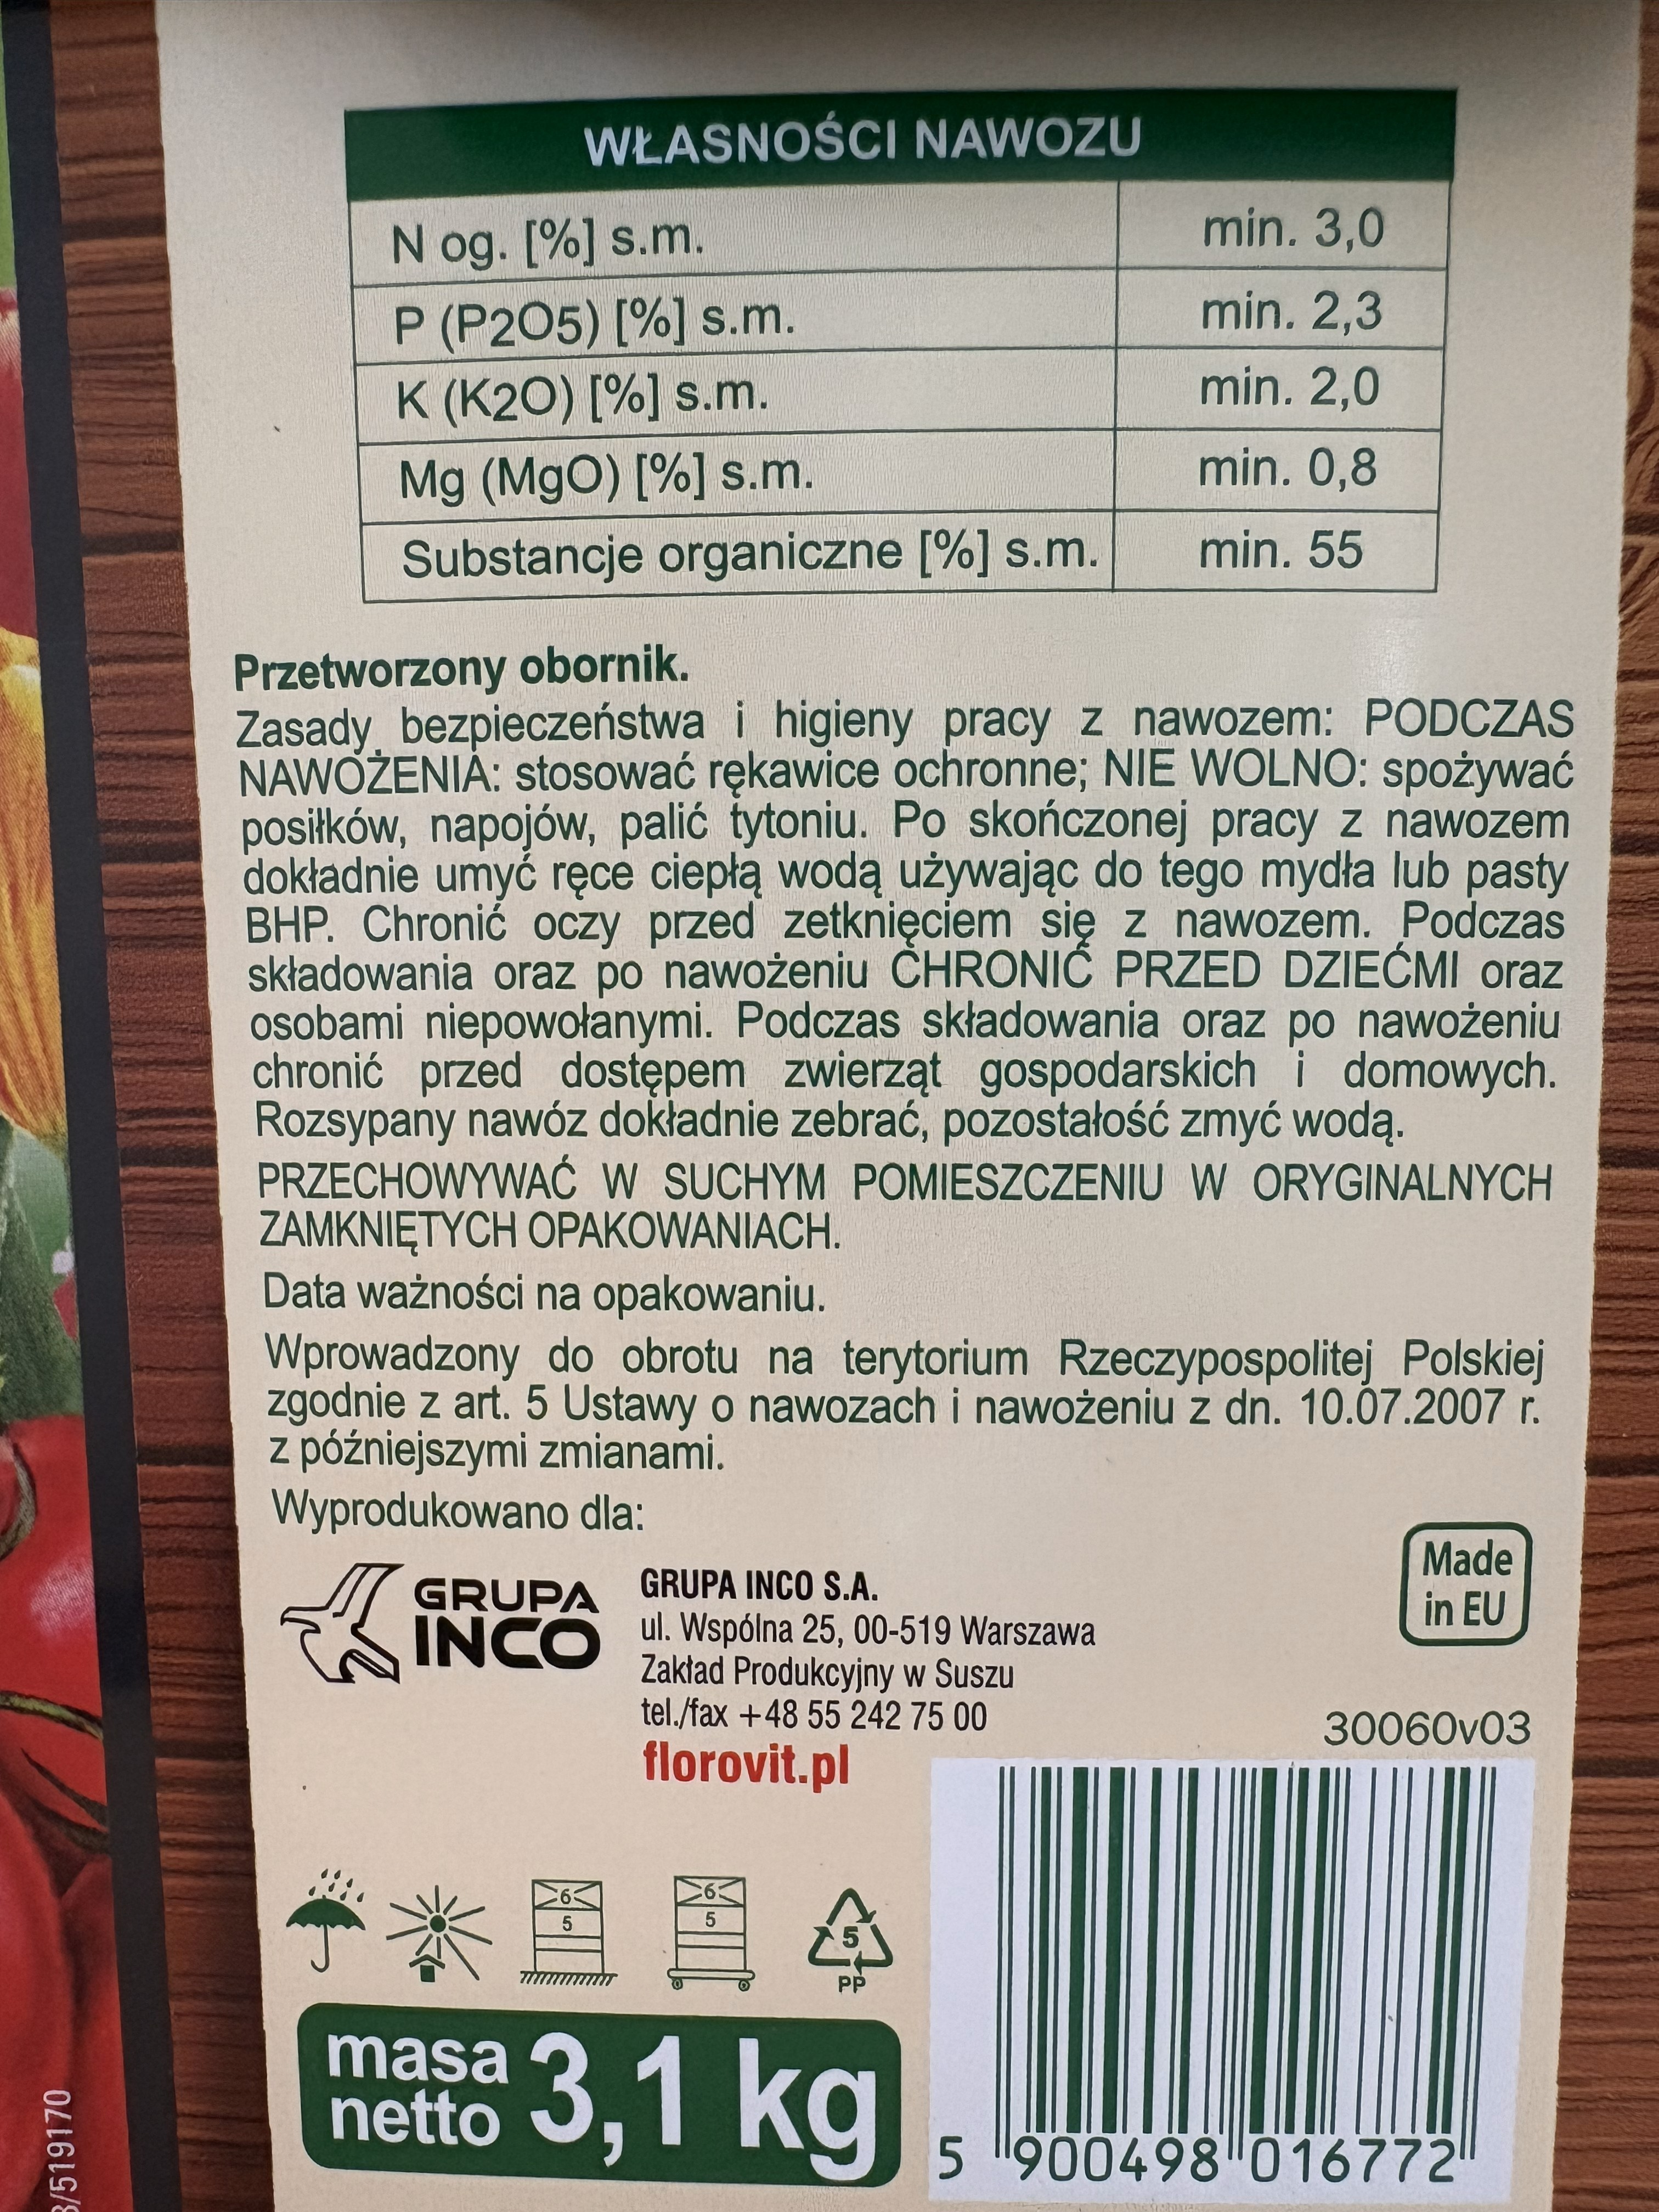 WŁASNOŚCI NAWOZU
N og. [%] s.m. min. 3,0
P (P2O5) [%] s.m. min. 2,3
K (K2O) [%] s.m. min. 2,0
Mg (MgO) [%] s.m. min. 0,8
Substancje organiczne [%] s.m. min. 55
Przetworzony obornik.
Zasady bezpieczeństwa i higieny pracy z nawozem: PODCZAS
NAWOŻENIA: stosować rękawice ochronne; NIE WOLNO: spożywać
posiłków, napojów, palić tytoniu. Po skończonej pracy z nawozem
dokładnie umyć ręce ciepłą wodą używając do tego mydła lub pasty
BHP. Chronić oczy przed zetknięciem się z nawozem. Podczas
składowania oraz po nawożeniu CHRONIĆ PRZED DZIEĆMI oraz
osobami niepowołanymi. Podczas składowania oraz po nawożeniu
chronić przed dostępem zwierząt gospodarskich i domowych.
Rozsypany nawóz dokładnie zebrać, pozostałość zmyć wodą.
PRZECHOWYWAĆ W SUCHYM POMIESZCZENIU W ORYGINALNYCH
ZAMKNIĘTYCH OPAKOWANIACH.
Data ważności na opakowaniu.
Wprowadzony do obrotu na terytorium Rzeczypospolitej Polskiej
zgodnie z art. 5 Ustawy o nawozach i nawożeniu z dn. 10.07.2007 r.
z późniejszymi zmianami.
Wyprodukowano dla:
GRUPA
INCO
GRUPA INCO S.A.
ul. Wspólna 25, 00-519 Warszawa
Zakład Produkcyjny w Suszu
tel./fax +48 55 242 75 00
florovit.pl
Made
in EU
30060v03
6
5
6
5
5
PP
masa
netto 3,1 kg
5 900498 016772
/519170